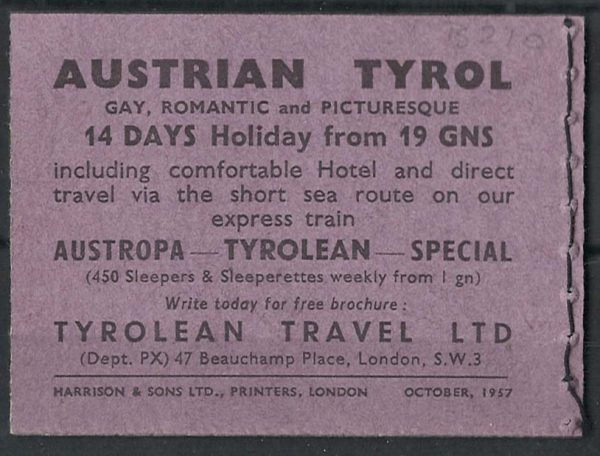 AUSTRIAN TYROL
GAY, ROMANTIC and PICTURESQUE
14 DAYS Holiday from 19 GNS
including comfortable Hotel and direct
travel via the short sea route on our
express train
AUSTROPA — TYROLEAN — SPECIAL
(450 Sleepers & Sleeperettes weekly from 1 gn)
Write today for free brochure :
TYROLEAN TRAVEL LTD
(Dept. PX) 47 Beauchamp Place, London, S.W.3
HARRISON & SONS LTD., PRINTERS, LONDON OCTOBER, 1957